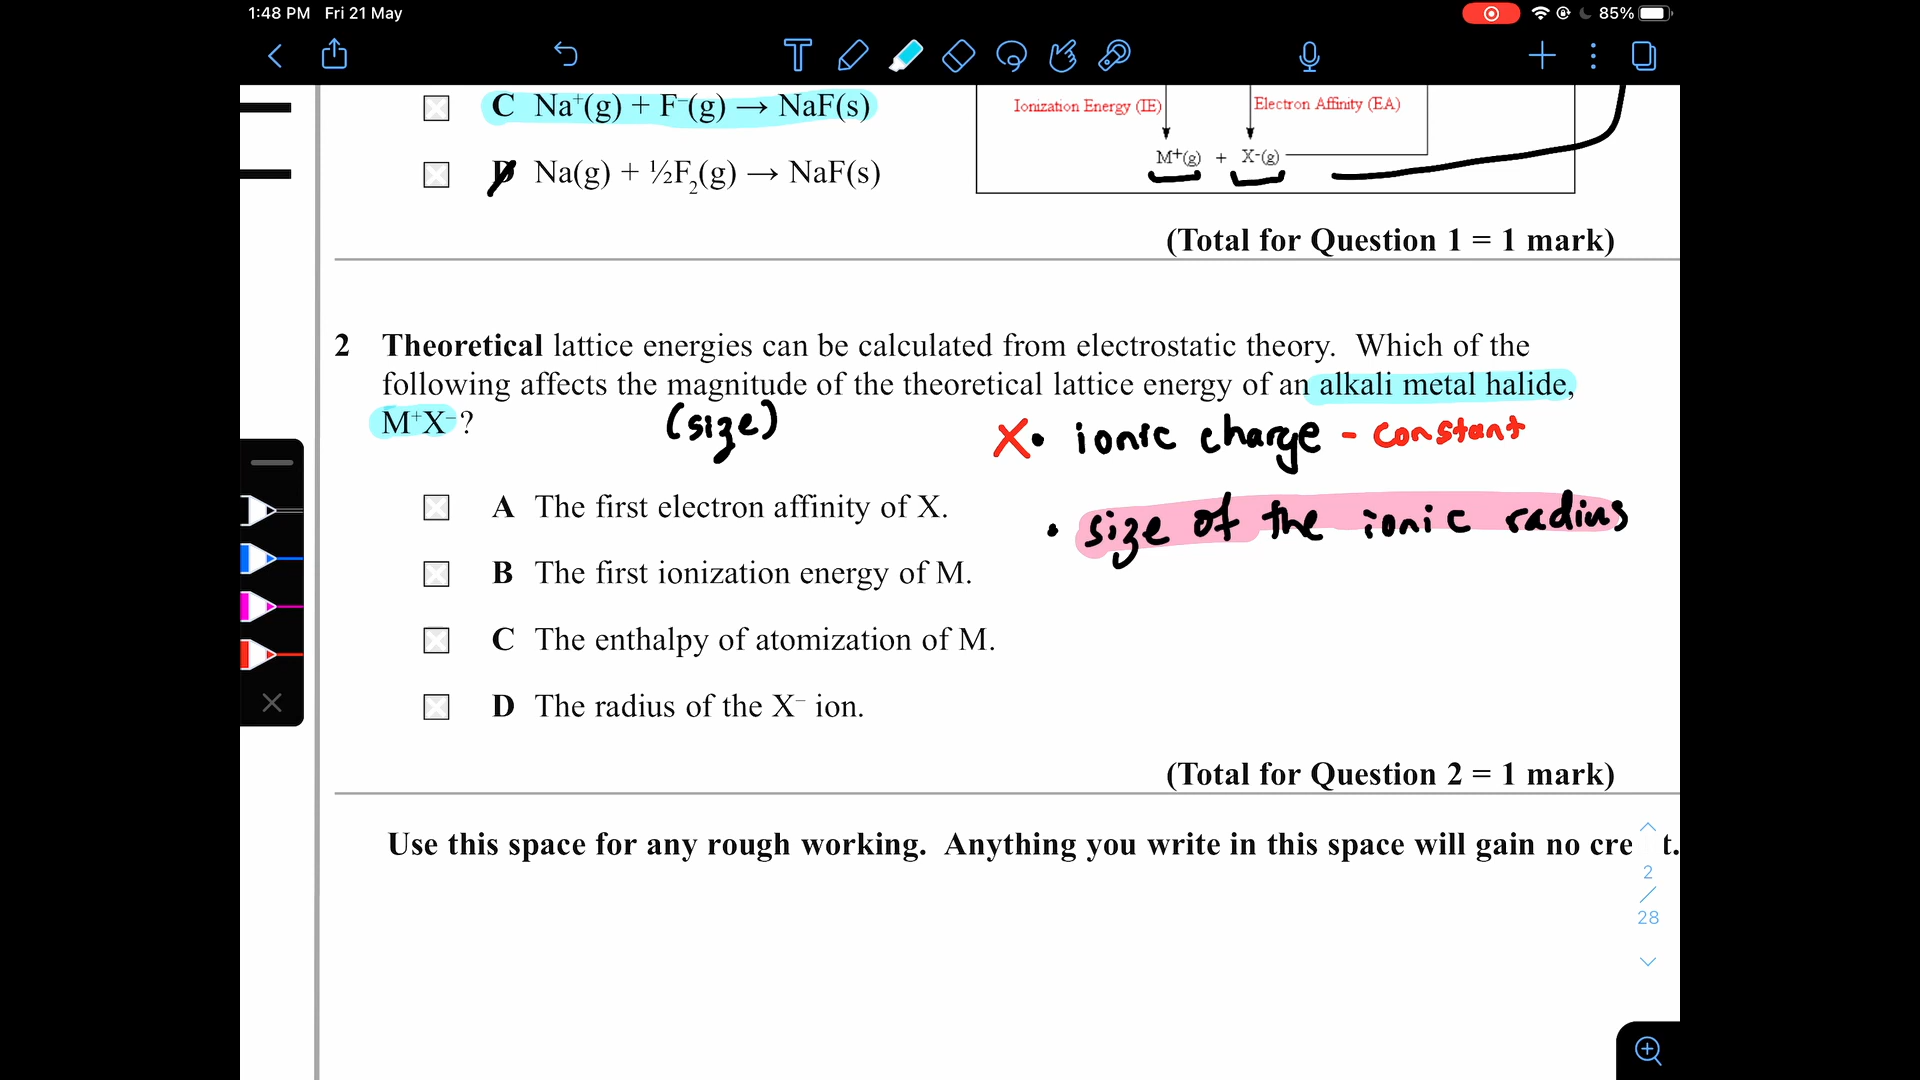 1:48 PM Fri 21 May
85%
C Na⁺(g) + F⁻(g) → NaF(s)
Ionization Energy (IE)
Electron Affinity (EA)
M⁺(g) + X⁻(g)
D Na(g) + ½F₂(g) → NaF(s)
(Total for Question 1 = 1 mark)
2 Theoretical lattice energies can be calculated from electrostatic theory. Which of the
following affects the magnitude of the theoretical lattice energy of an alkali metal halide,
M⁺X⁻?
(size)
X • ionic charge - constant
A The first electron affinity of X.
• size of the ionic radius
B The first ionization energy of M.
C The enthalpy of atomization of M.
D The radius of the X⁻ ion.
(Total for Question 2 = 1 mark)
Use this space for any rough working. Anything you write in this space will gain no cre t.
2
/
28